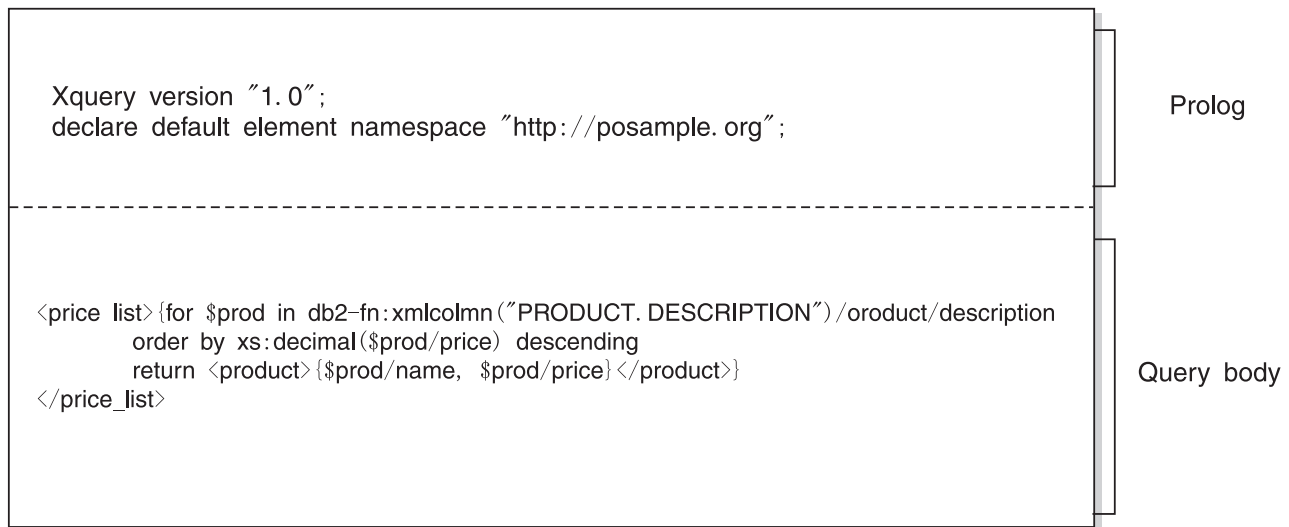 Xquery version "1.0";
declare default element namespace "http://posample.org";
Prolog
<price list>{for $prod in db2-fn:xmlcolmn("PRODUCT.DESCRIPTION")/oroduct/description
order by xs:decimal($prod/price) descending
return <product>{$prod/name, $prod/price}</product>}
</price_list>
Query body